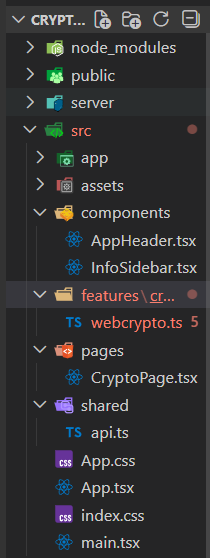 CRYPT...
node_modules
public
server
src
app
assets
components
AppHeader.tsx
InfoSidebar.tsx
features\cr...
TS webcrypto.ts 5
pages
CryptoPage.tsx
shared
TS api.ts
CSS App.css
App.tsx
CSS index.css
main.tsx